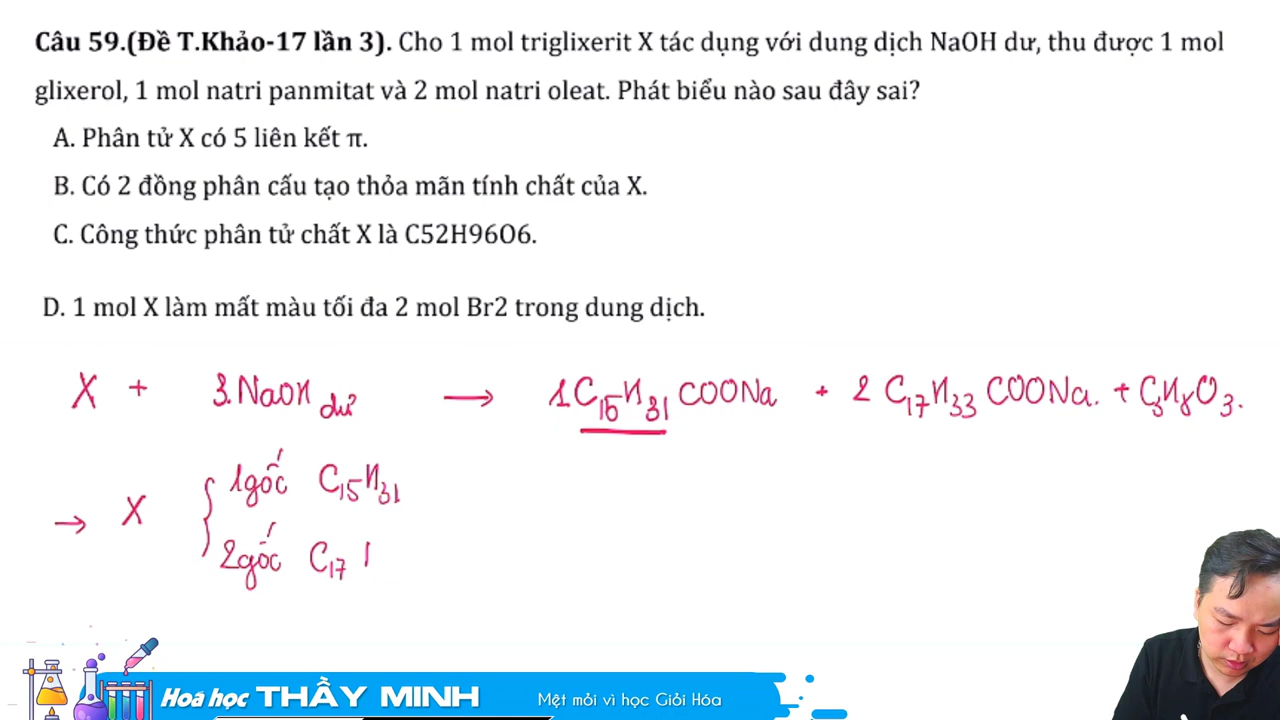 Câu 59.(Đề T.Khảo-17 lần 3). Cho 1 mol triglixerit X tác dụng với dung dịch NaOH dư, thu được 1 mol
glixerol, 1 mol natri panmitat và 2 mol natri oleat. Phát biểu nào sau đây sai?
A. Phân tử X có 5 liên kết π.
B. Có 2 đồng phân cấu tạo thỏa mãn tính chất của X.
C. Công thức phân tử chất X là C52H96O6.
D. 1 mol X làm mất màu tối đa 2 mol Br2 trong dung dịch.
X + 3.NaOH dư → 1C15H31COONa + 2 C17H33 COONa. + C3H8O3.
→ X { 1gốc C15H31
2gốc C17 I
Hoá học THẦY MINH Mệt mỏi vì học Giỏi Hóa